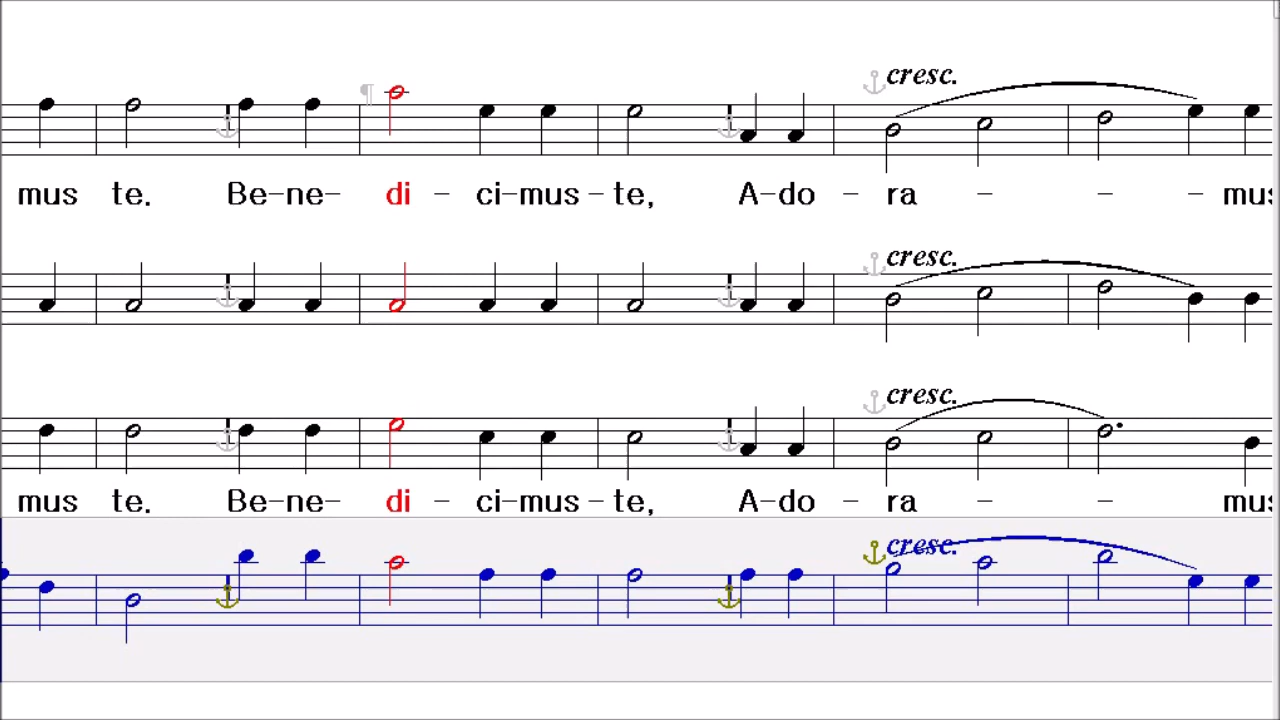 cresc.
mus te. Be-ne- di - ci-mus-te, A-do - ra - - - mus
cresc.
cresc.
mus te. Be-ne- di - ci-mus-te, A-do - ra - - mus
cresc.